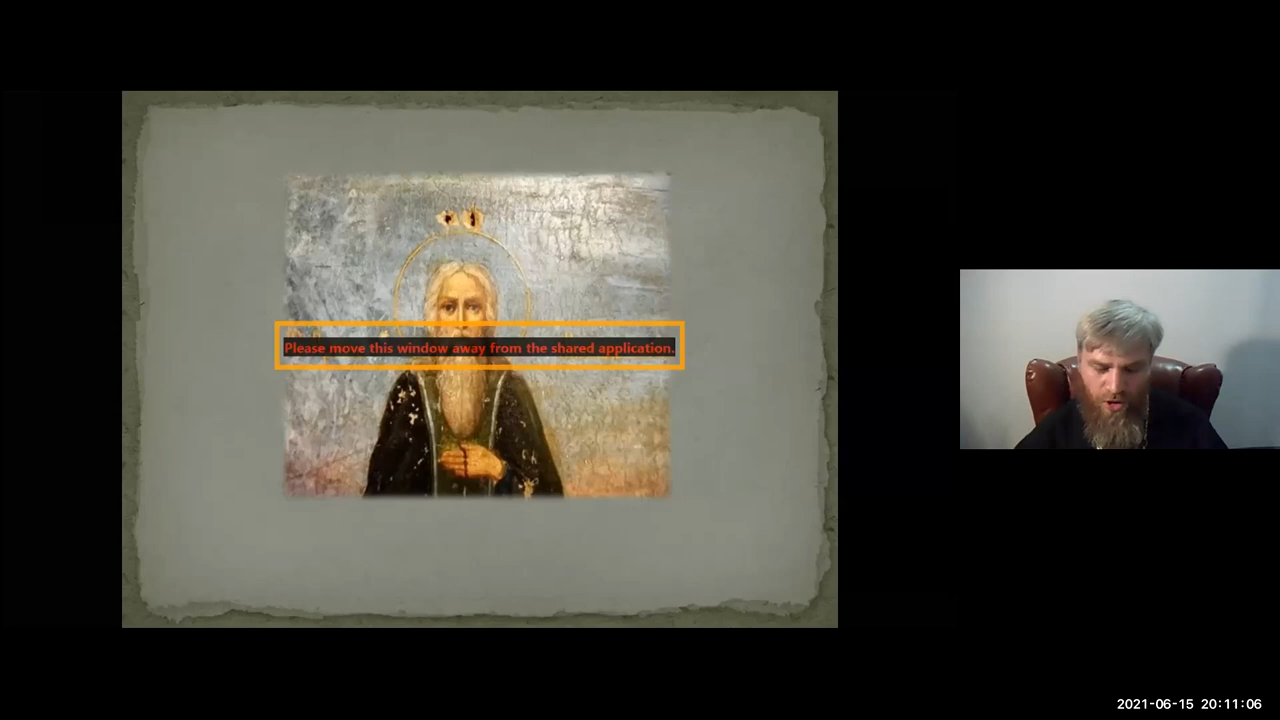 Please move this window away from the shared application.
2021-06-15 20:11:06